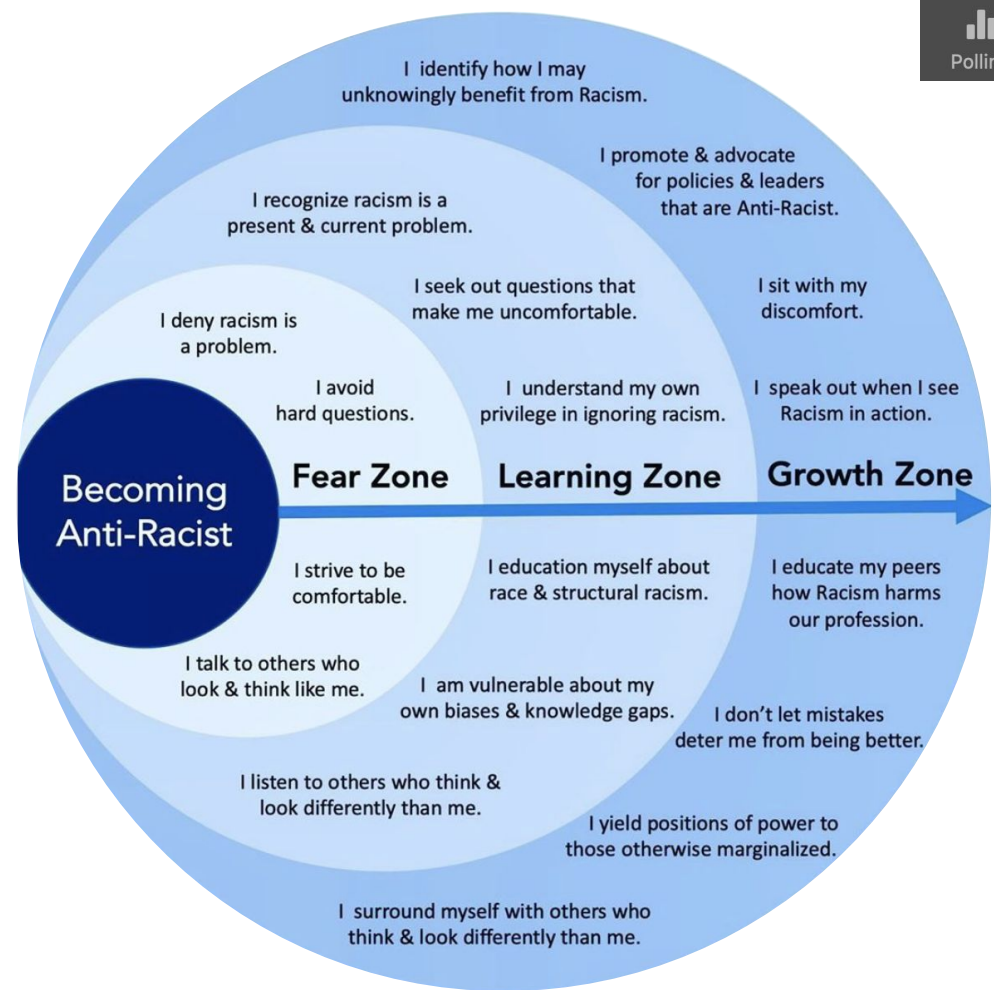 Pollin
I identify how I may
unknowingly benefit from Racism.
I promote & advocate
for policies & leaders
that are Anti-Racist.
I recognize racism is a
present & current problem.
I seek out questions that
make me uncomfortable.
I sit with my
discomfort.
I deny racism is
a problem.
I avoid
hard questions.
I understand my own
privilege in ignoring racism.
I speak out when I see
Racism in action.
Becoming
Anti-Racist
Fear Zone
Learning Zone
Growth Zone
I strive to be
comfortable.
I education myself about
race & structural racism.
I educate my peers
how Racism harms
our profession.
I talk to others who
look & think like me.
I am vulnerable about my
own biases & knowledge gaps.
I don't let mistakes
deter me from being better.
I listen to others who think &
look differently than me.
I yield positions of power to
those otherwise marginalized.
I surround myself with others who
think & look differently than me.